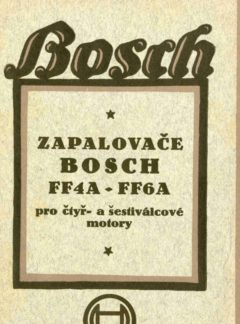 Bosch
ZAPALOVAČE
BOSCH
FF4A - FF6A
pro čtyř- a šestiválcové
motory